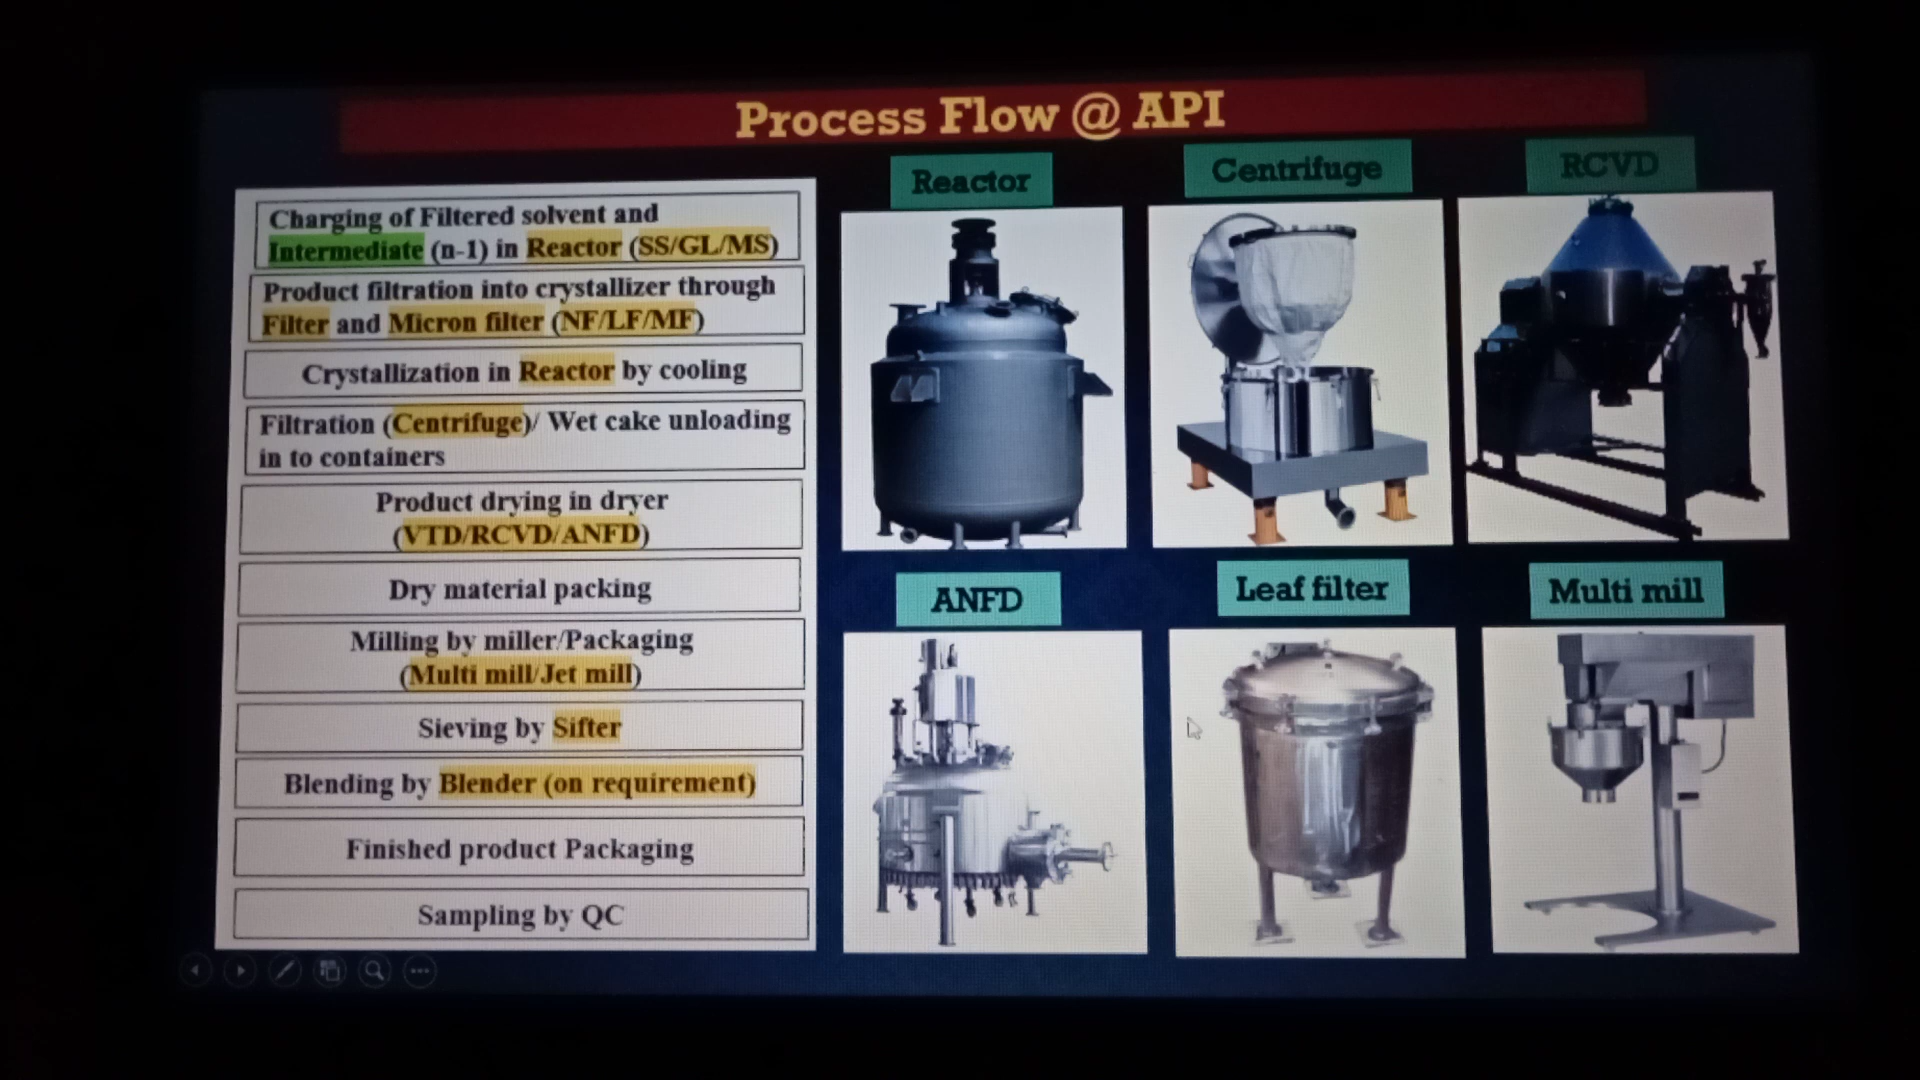 Process Flow @ API
Charging of Filtered solvent and
Intermediate (n-1) in Reactor (SS/GL/MS)
Product filtration into crystallizer through
Filter and Micron filter (NF/LF/MF)
Crystallization in Reactor by cooling
Filtration (Centrifuge)/ Wet cake unloading
in to containers
Product drying in dryer
(VTD/RCVD/ANFD)
Dry material packing
Milling by miller/Packaging
(Multi mill/Jet mill)
Sieving by Sifter
Blending by Blender (on requirement)
Finished product Packaging
Sampling by QC
Reactor
Centrifuge
RCVD
ANFD
Leaf filter
Multi mill